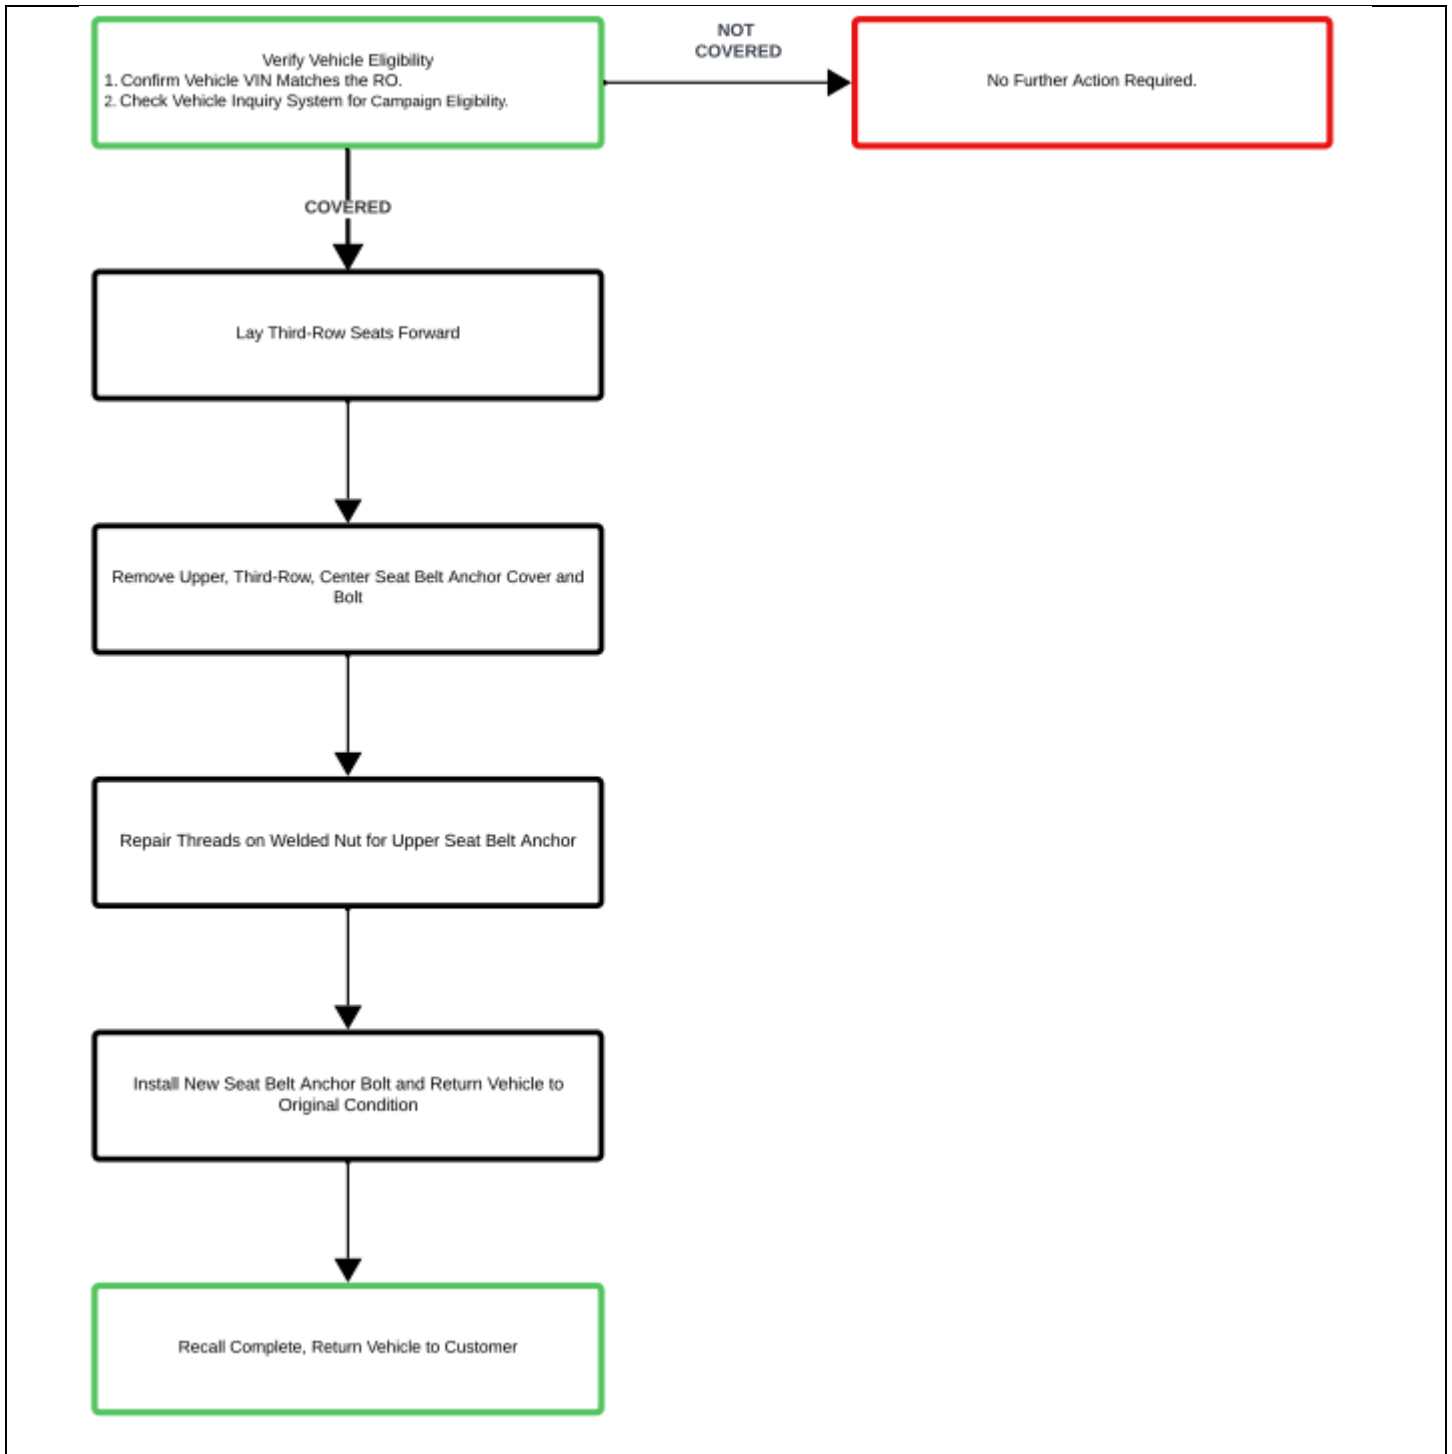 Verify Vehicle Eligibility
1. Confirm Vehicle VIN Matches the RO.
2. Check Vehicle Inquiry System for Campaign Eligibility.
NOT
COVERED
No Further Action Required.
COVERED
Lay Third-Row Seats Forward
Remove Upper, Third-Row, Center Seat Belt Anchor Cover and
Bolt
Repair Threads on Welded Nut for Upper Seat Belt Anchor
Install New Seat Belt Anchor Bolt and Return Vehicle to
Original Condition
Recall Complete, Return Vehicle to Customer